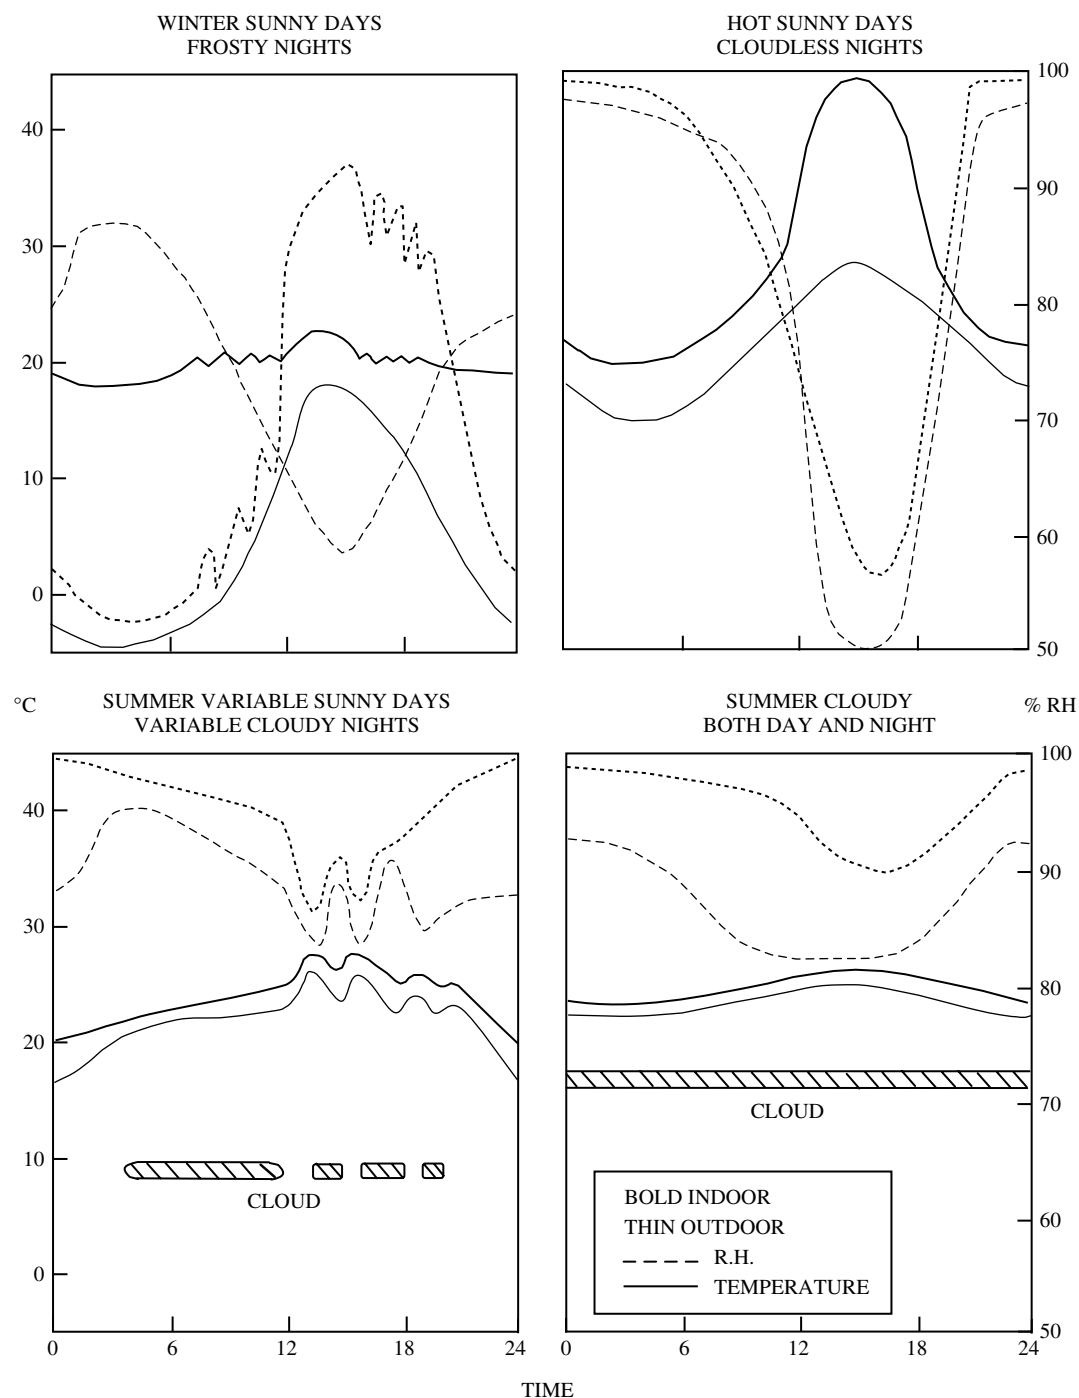 WINTER SUNNY DAYS
FROSTY NIGHTS
HOT SUNNY DAYS
CLOUDLESS NIGHTS
40
30
20
10
0
100
90
80
70
60
50
°C
SUMMER VARIABLE SUNNY DAYS
VARIABLE CLOUDY NIGHTS
SUMMER CLOUDY
BOTH DAY AND NIGHT
% RH
40
30
20
10
0
CLOUD
0
6
12
18
24
100
90
80
70
60
50
CLOUD
BOLD INDOOR
THIN OUTDOOR
R.H.
TEMPERATURE
0
6
12
18
24
TIME